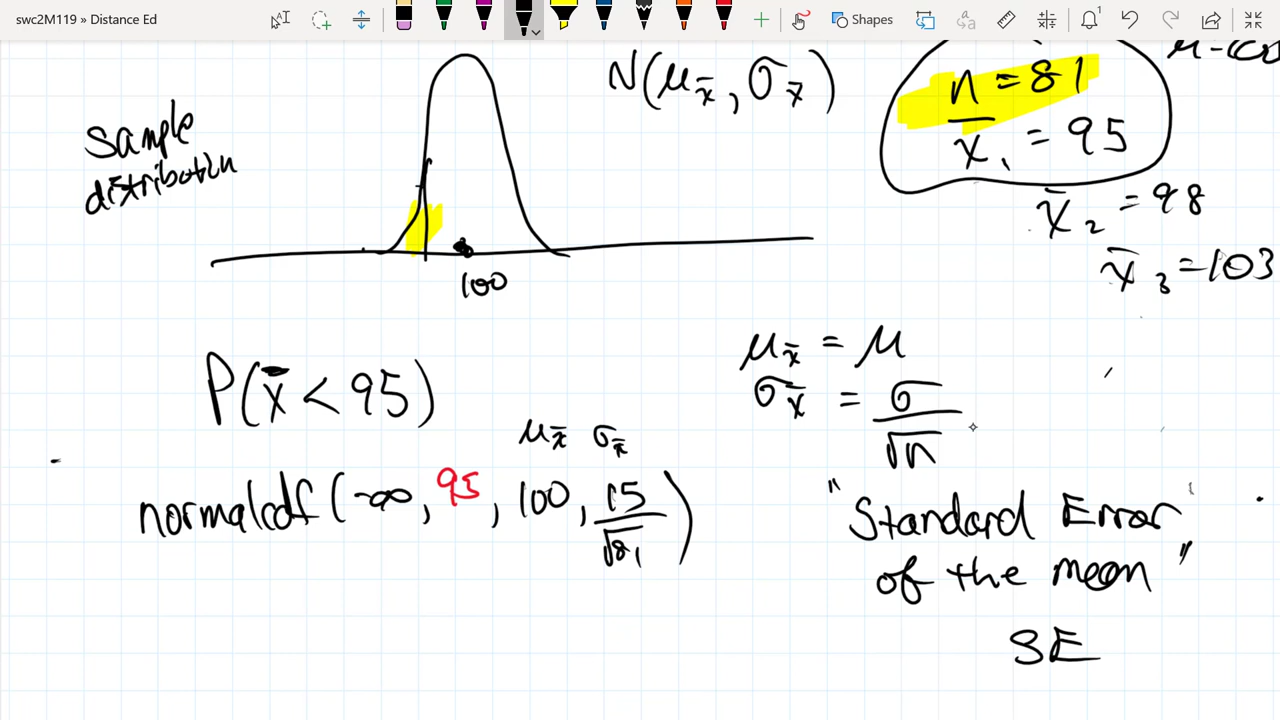 swc2M119 » Distance Ed
Shapes
N(μx̄, σx̄)
n = 81
x̄₁ = 95
x̄₂ = 98
x̄₃ = 103
Sample
distribution
100
P(x̄ < 95)
μx̄ = μ
σx̄ = σ/√n
μx̄ σx̄
normalcdf(-∞, 95, 100, 15/√81)
"Standard Error
of the mean"
SE